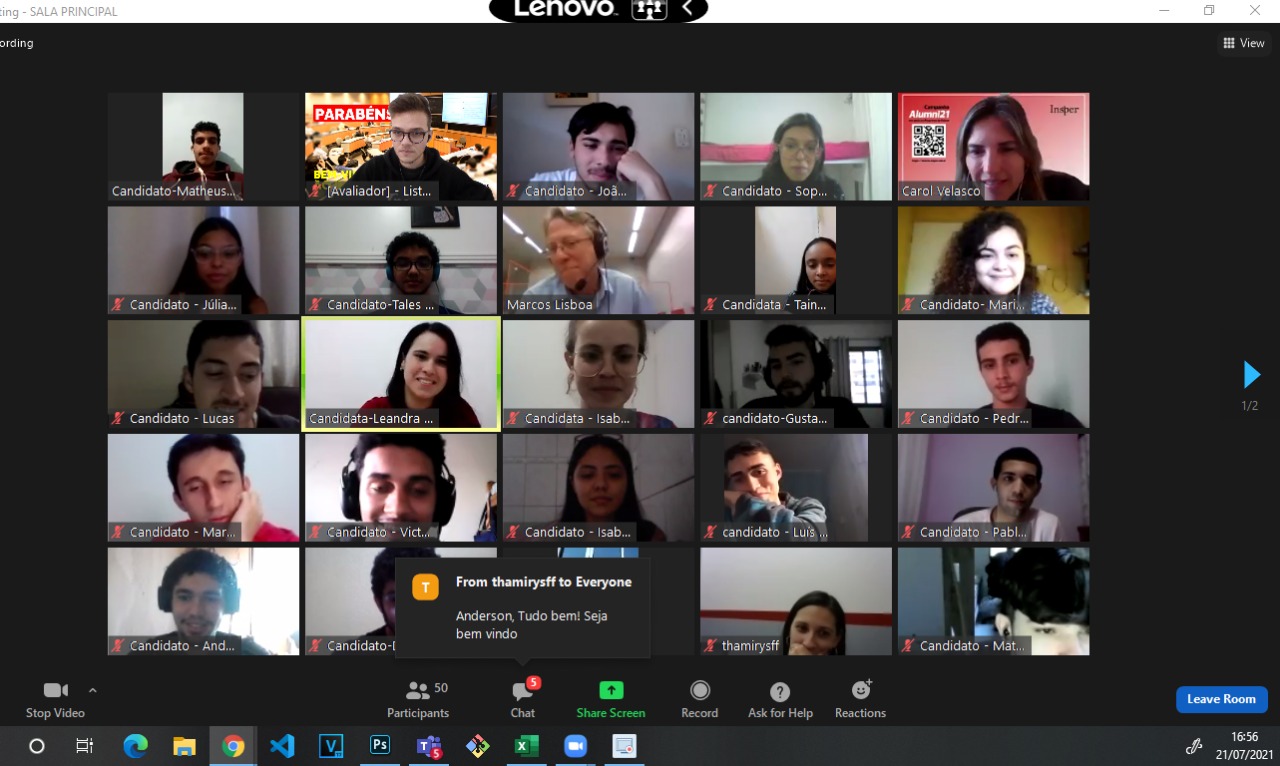 ting - SALA PRINCIPAL
Lenovo
ording
View
PARABÉNS
Alumni21
Insper
Candidato-Matheus...
[Avaliador] - List...
Candidato - Joã...
Candidato - Sop...
Carol Velasco
Candidato - Júlia...
Candidato-Tales ...
Marcos Lisboa
Candidata - Tain...
Candidato- Mari...
Candidato - Lucas
Candidata-Leandra ...
Candidata - Isab...
candidato-Gusta...
Candidato - Pedr...
1/2
Candidato - Mar...
Candidato - Vict...
Candidato - Isab...
candidato - Luís ...
Candidato - Pabl...
From thamirysff to Everyone
T
Anderson, Tudo bem! Seja
bem vindo
Candidato - And...
Candidato-
thamirysff
Candidato - Mat...
50
5
Stop Video
Participants
Chat
Share Screen
Record
Ask for Help
Reactions
Leave Room
V
Ps
T
5
16:56
21/07/2021